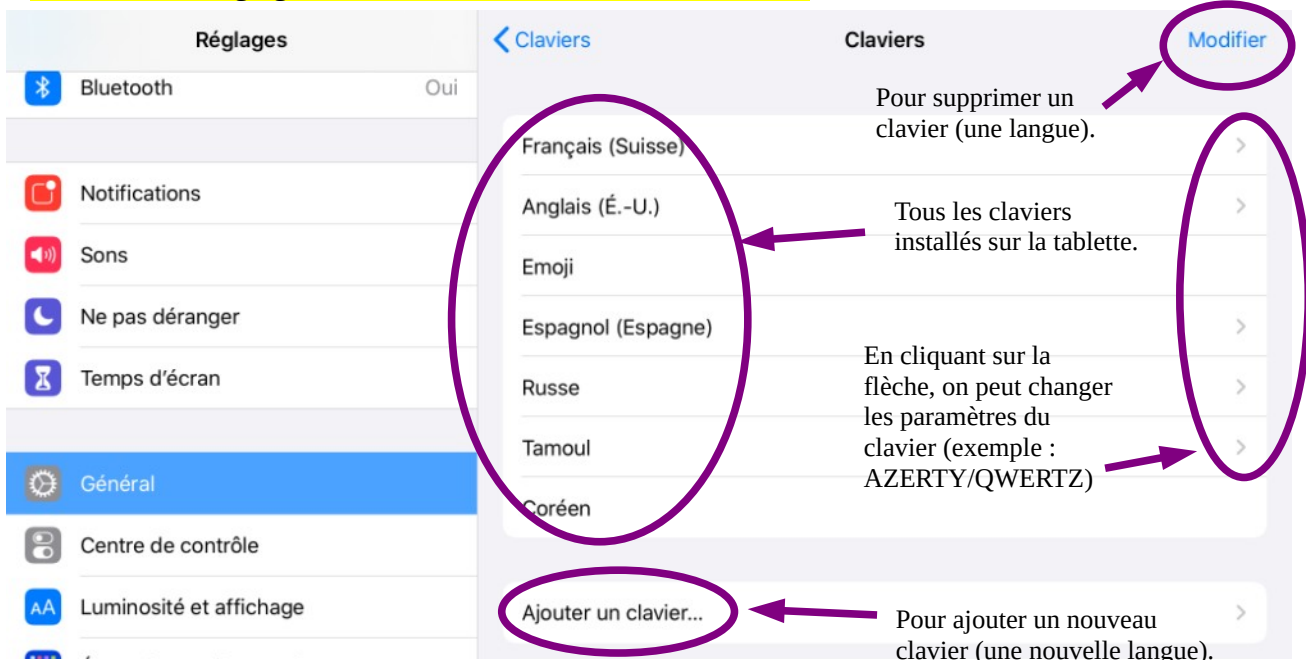 Réglages
Claviers
Claviers
Modifier
Bluetooth
Oui
Pour supprimer un
clavier (une langue).
Français (Suisse)
Notifications
Anglais (É.-U.)
Tous les claviers
installés sur la tablette.
Sons
Emoji
Ne pas déranger
Espagnol (Espagne)
En cliquant sur la
flèche, on peut changer
les paramètres du
clavier (exemple :
AZERTY/QWERTZ)
Temps d'écran
Russe
Tamoul
Général
Coréen
Centre de contrôle
AA
Luminosité et affichage
Ajouter un clavier...
Pour ajouter un nouveau
clavier (une nouvelle langue).